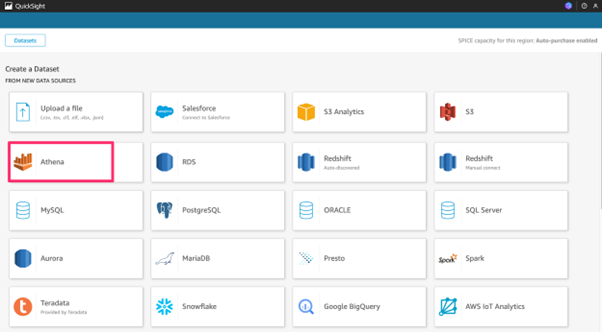 QuickSight
Datasets
SPICE capacity for this region: Auto-purchase enabled
Create a Dataset
FROM NEW DATA SOURCES
Upload a file
(.csv, .tsv, .clf, .elf, .xlsx, .json)
Salesforce
Connect to Salesforce
S3 Analytics
S3
Athena
RDS
Redshift
Auto-discovered
Redshift
Manual connect
MySQL
PostgreSQL
ORACLE
SQL Server
Aurora
MariaDB
Presto
Spark
Spark
Teradata
Provided by Teradata
Snowflake
Google BigQuery
AWS IoT Analytics